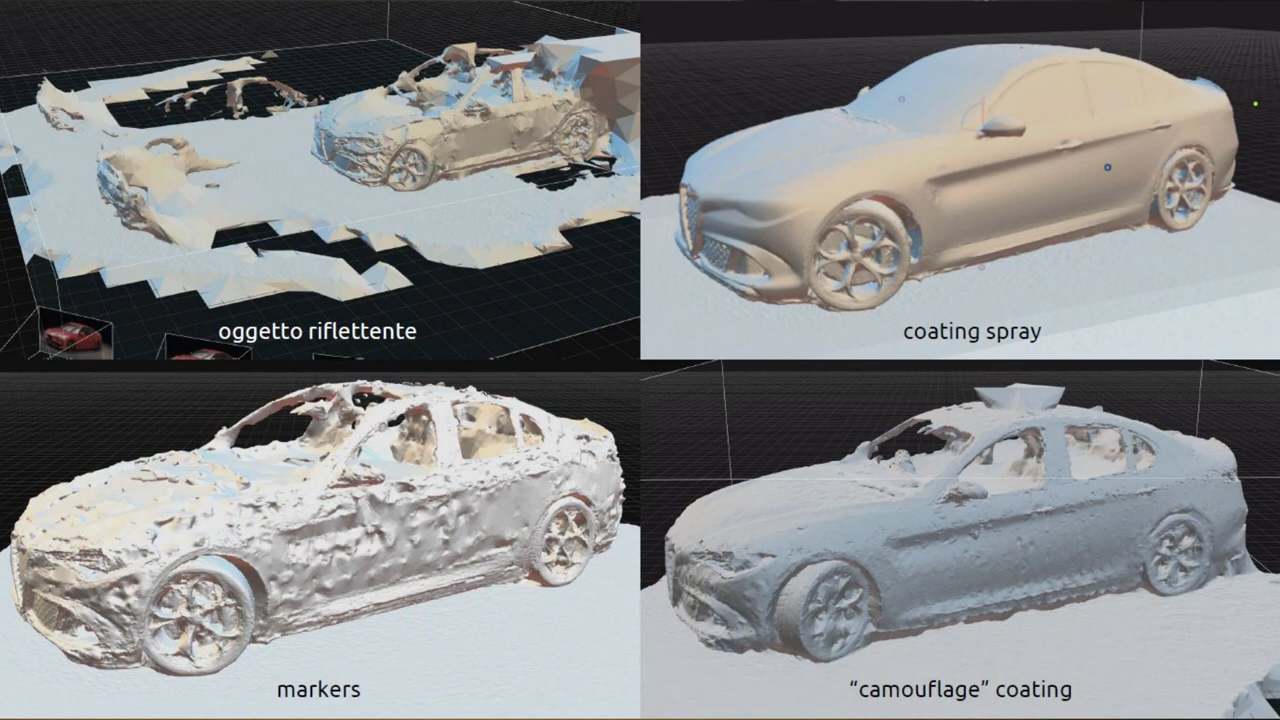 oggetto riflettente
coating spray
markers
“camouflage” coating